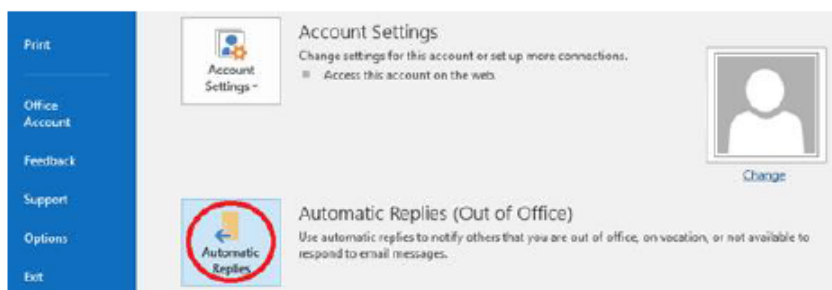 Print
Office
Account
Feedback
Support
Options
Exit
Account
Settings
Account Settings
Change settings for this account or set up more connections.
Access this account on the web.
Change
Automatic
Replies
Automatic Replies (Out of Office)
Use automatic replies to notify others that you are out of office, on vacation, or not available to
respond to email messages.